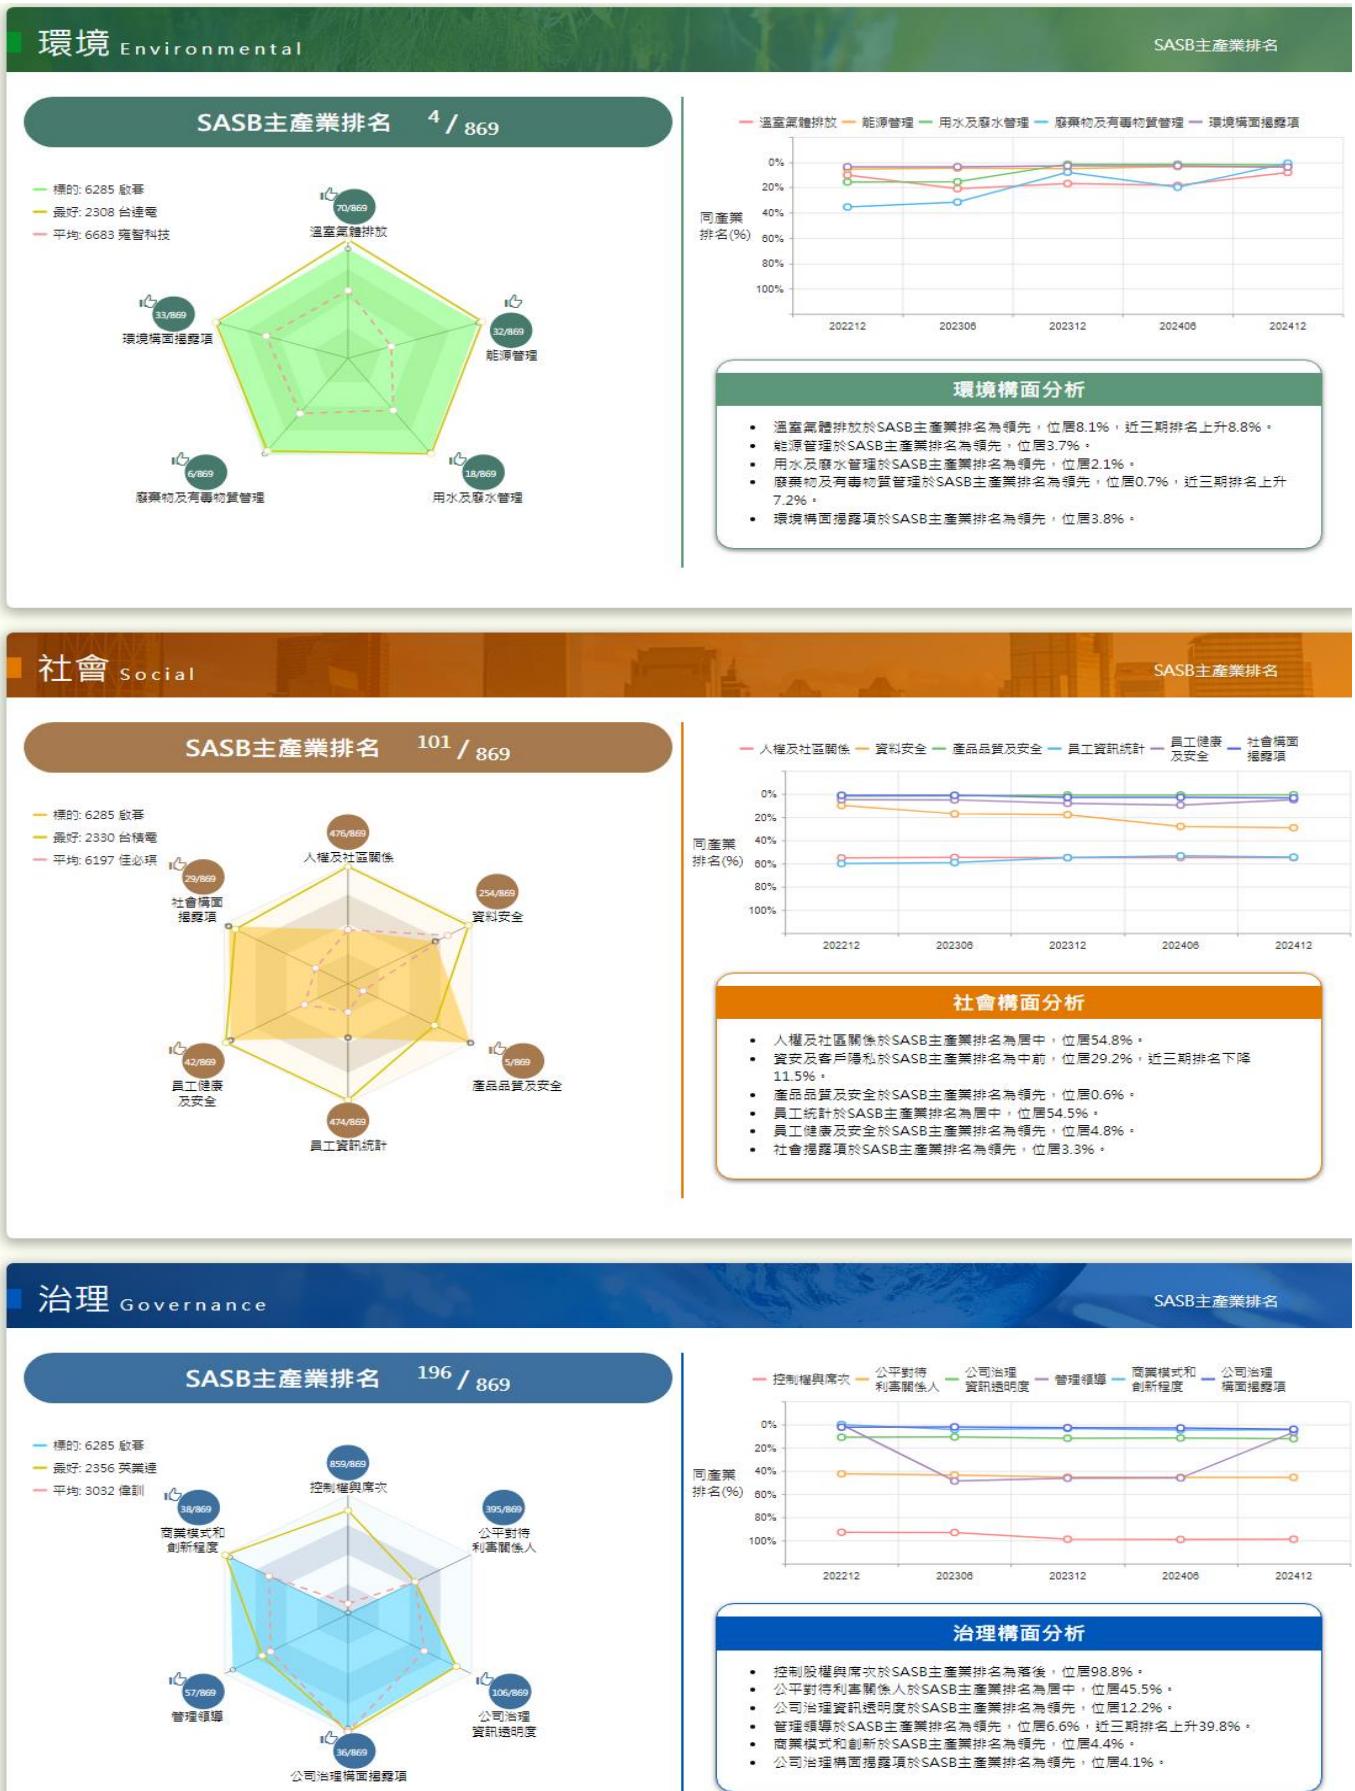 環境 Environmental
SASB主產業排名
SASB主產業排名 4 / 869
標的: 6285 啟碁
最好: 2308 台達電
平均: 6683 雍智科技
70/869
溫室氣體排放
33/869
環境構面揭露項
32/869
能源管理
6/869
廢棄物及有毒物質管理
18/869
用水及廢水管理
溫室氣體排放 能源管理 用水及廢水管理 廢棄物及有毒物質管理 環境構面揭露項
同產業
排名(%)
0%
20%
40%
60%
80%
100%
202212 202306 202312 202406 202412
環境構面分析
• 溫室氣體排放於SASB主產業排名為領先，位居8.1%，近三期排名上升8.8%。
• 能源管理於SASB主產業排名為領先，位居3.7%。
• 用水及廢水管理於SASB主產業排名為領先，位居2.1%。
• 廢棄物及有毒物質管理於SASB主產業排名為領先，位居0.7%，近三期排名上升
7.2%。
• 環境構面揭露項於SASB主產業排名為領先，位居3.8%。
社會 Social
SASB主產業排名
SASB主產業排名 101 / 869
標的: 6285 啟碁
最好: 2330 台積電
平均: 6197 佳必琪
476/869
人權及社區關係
29/869
社會構面
揭露項
254/869
資料安全
42/869
員工健康
及安全
5/869
產品品質及安全
474/869
員工資訊統計
人權及社區關係 資料安全 產品品質及安全 員工資訊統計 員工健康
及安全 社會構面
揭露項
同產業
排名(%)
0%
20%
40%
60%
80%
100%
202212 202306 202312 202406 202412
社會構面分析
• 人權及社區關係於SASB主產業排名為居中，位居54.8%。
• 資安及客戶隱私於SASB主產業排名為中前，位居29.2%，近三期排名下降
11.5%。
• 產品品質及安全於SASB主產業排名為領先，位居0.6%。
• 員工統計於SASB主產業排名為居中，位居54.5%。
• 員工健康及安全於SASB主產業排名為領先，位居4.8%。
• 社會揭露項於SASB主產業排名為領先，位居3.3%。
治理 Governance
SASB主產業排名
SASB主產業排名 196 / 869
標的: 6285 啟碁
最好: 2356 英業達
平均: 3032 偉訓
859/869
控制權與席次
38/869
商業模式和
創新程度
395/869
公平對待
利害關係人
57/869
管理領導
106/869
公司治理
資訊透明度
36/869
公司治理構面揭露項
控制權與席次 公平對待
利害關係人 公司治理
資訊透明度 管理領導 商業模式和
創新程度 公司治理
構面揭露項
同產業
排名(%)
0%
20%
40%
60%
80%
100%
202212 202306 202312 202406 202412
治理構面分析
• 控制股權與席次於SASB主產業排名為落後，位居98.8%。
• 公平對待利害關係人於SASB主產業排名為居中，位居45.5%。
• 公司治理資訊透明度於SASB主產業排名為領先，位居12.2%。
• 管理領導於SASB主產業排名為領先，位居6.6%，近三期排名上升39.8%。
• 商業模式和創新於SASB主產業排名為領先，位居4.4%。
• 公司治理構面揭露項於SASB主產業排名為領先，位居4.1%。